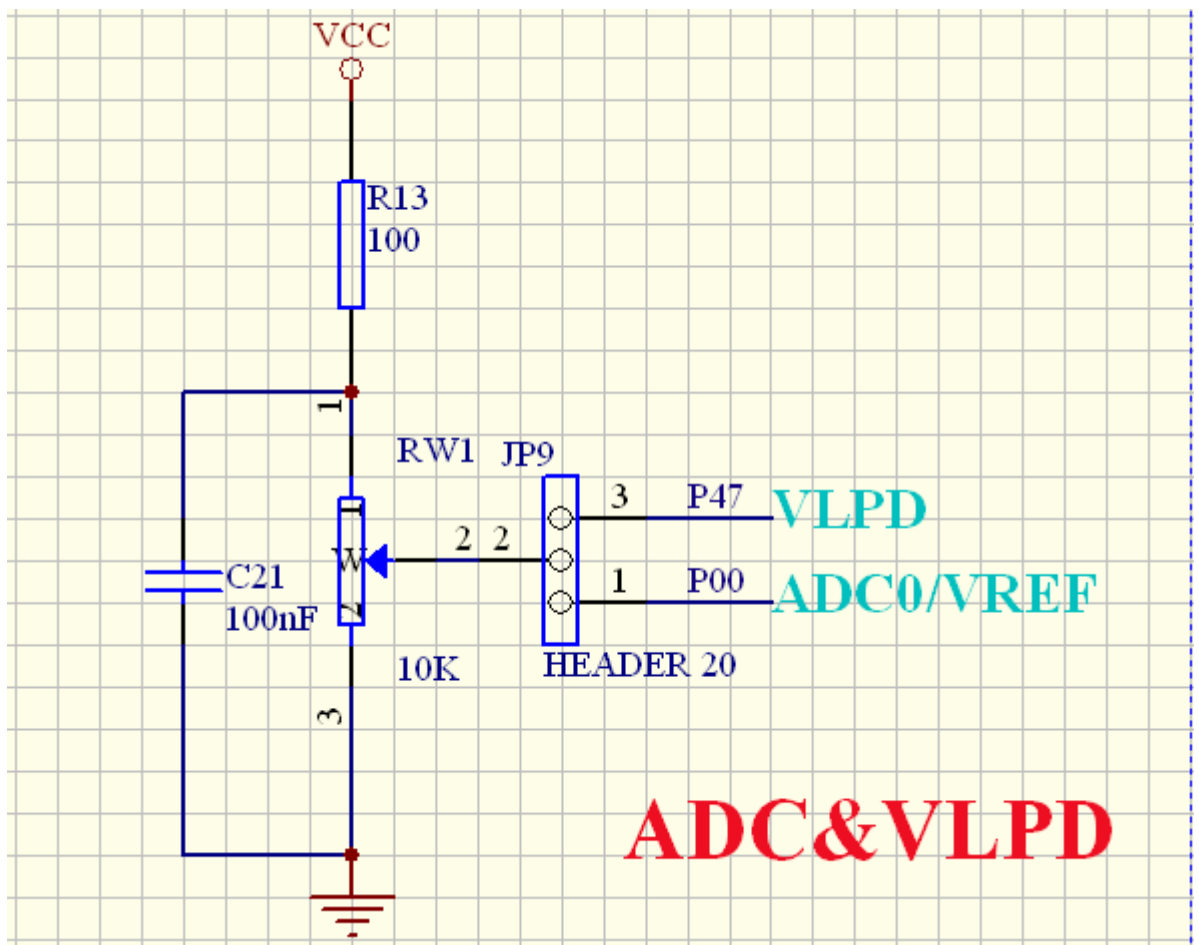 VCC
R13
100
1
RW1 JP9
1
3 P47 VLPD
W 2 2
C21
100nF
1 P00 ADC0/VREF
10K
HEADER 20
3
ADC&VLPD